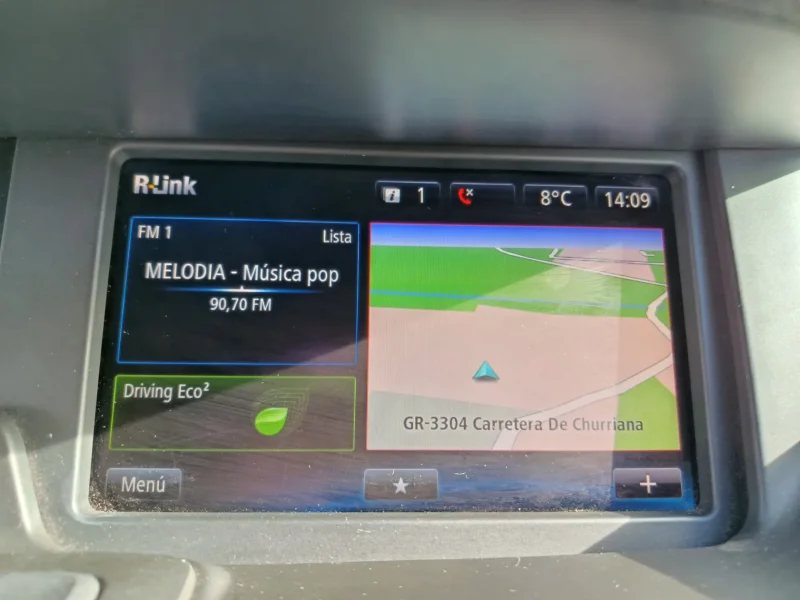 R-Link
i 1
8°C
14:09
FM 1
Lista
MELODIA - Música pop
90,70 FM
Driving Eco²
GR-3304 Carretera De Churriana
Menú
+